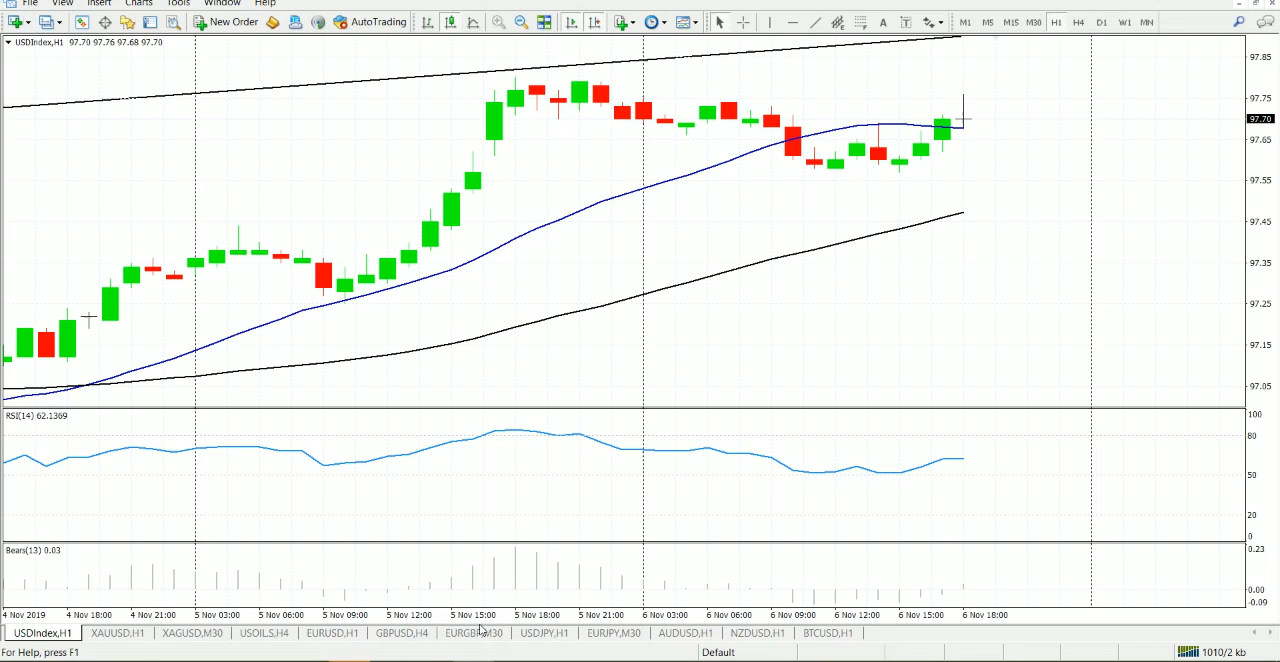 File View Insert Charts Tools Window Help
New Order AutoTrading A T M1 M5 M15 M30 H1 H4 D1 W1 MN
USDIndex,H1 97.70 97.76 97.68 97.70
97.85
97.75
97.70
97.65
97.55
97.45
97.35
97.25
97.15
97.05
RSI(14) 62.1369
100
80
50
20
0
Bears(13) 0.03
0.23
0.00
-0.09
4 Nov 2019 4 Nov 18:00 4 Nov 21:00 5 Nov 03:00 5 Nov 06:00 5 Nov 09:00 5 Nov 12:00 5 Nov 15:00 5 Nov 18:00 5 Nov 21:00 6 Nov 03:00 6 Nov 06:00 6 Nov 09:00 6 Nov 12:00 6 Nov 15:00 6 Nov 18:00
USDIndex,H1 XAUUSD,H1 XAGUSD,M30 USOILS,H4 EURUSD,H1 GBPUSD,H4 EURGBP,M30 USDJPY,H1 EURJPY,M30 AUDUSD,H1 NZDUSD,H1 BTCUSD,H1
For Help, press F1 Default 1010/2 kb